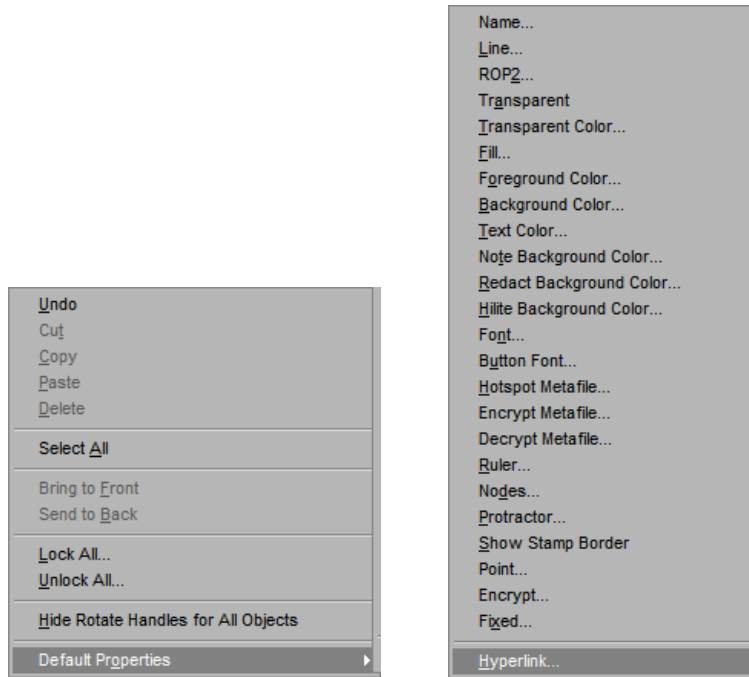 Undo
Cut
Copy
Paste
Delete
Select All
Bring to Front
Send to Back
Lock All...
Unlock All...
Hide Rotate Handles for All Objects
Default Properties
Name...
Line...
ROP2...
Transparent
Transparent Color...
Fill...
Foreground Color...
Background Color...
Text Color...
Note Background Color...
Redact Background Color...
Hilite Background Color...
Font...
Button Font...
Hotspot Metafile...
Encrypt Metafile...
Decrypt Metafile...
Ruler...
Nodes...
Protractor...
Show Stamp Border
Point...
Encrypt...
Fixed...
Hyperlink...